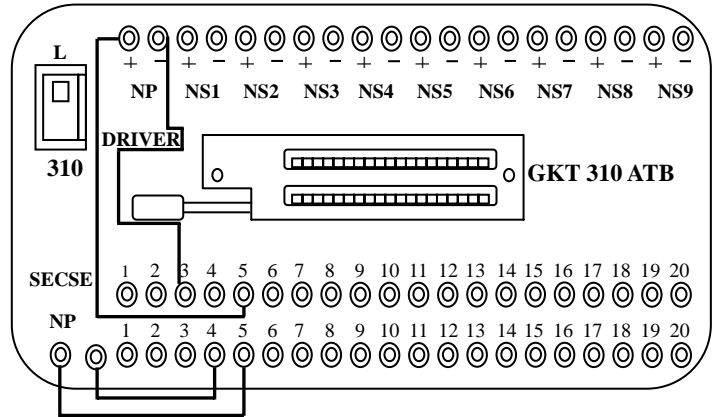 L
+ − + − + − + − + − + − + − + − + − + −
NP NS1 NS2 NS3 NS4 NS5 NS6 NS7 NS8 NS9
DRIVER
310
GKT 310 ATB
1 2 3 4 5 6 7 8 9 10 11 12 13 14 15 16 17 18 19 20
SECSE
NP
1 2 3 4 5 6 7 8 9 10 11 12 13 14 15 16 17 18 19 20